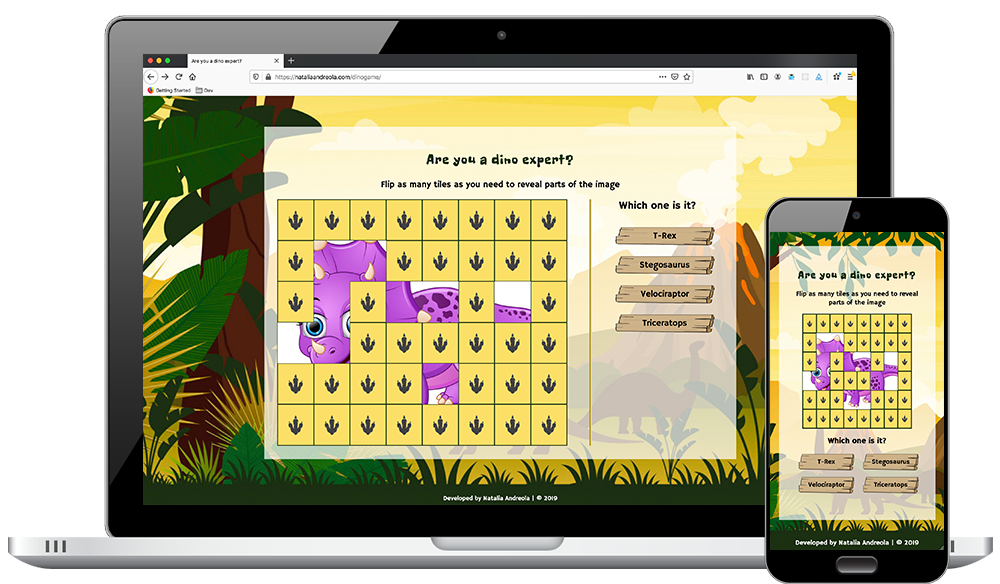 Are you a dino expert?
https://nataliaandreola.com/dinogame/
Getting Started
Dev
Are you a dino expert?
Flip as many tiles as you need to reveal parts of the image
Which one is it?
T-Rex
Stegosaurus
Velociraptor
Triceratops
Developed by Natalia Andreola | © 2019
Are you a dino expert?
Flip as many tiles as you need to reveal
parts of the image
Which one is it?
T-Rex
Stegosaurus
Velociraptor
Triceratops
Developed by Natalia Andreola | © 2019